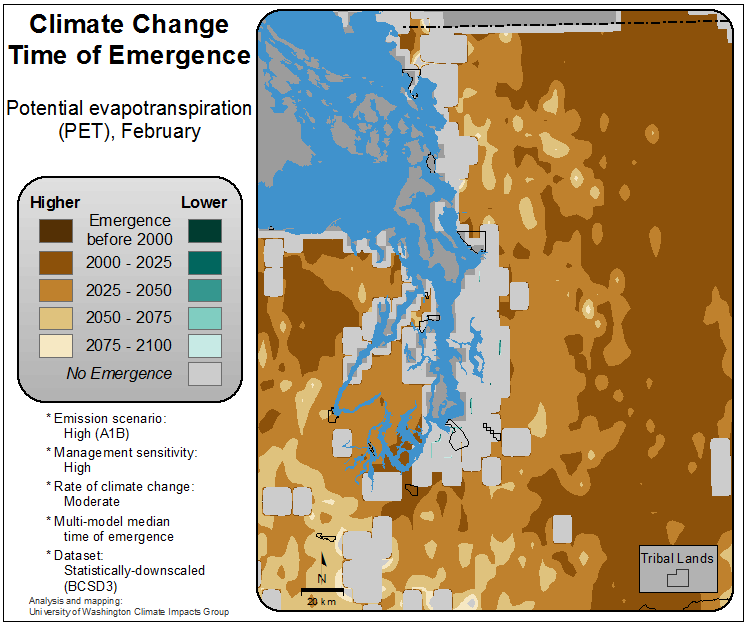 Climate Change
Time of Emergence
Potential evapotranspiration
(PET), February
Higher Lower
Emergence
before 2000
2000 - 2025
2025 - 2050
2050 - 2075
2075 - 2100
No Emergence
* Emission scenario:
High (A1B)
* Management sensitivity:
High
* Rate of climate change:
Moderate
* Multi-model median
time of emergence
* Dataset:
Statistically-downscaled
(BCSD3)
Analysis and mapping:
University of Washington Climate Impacts Group
N
20 km
Tribal Lands